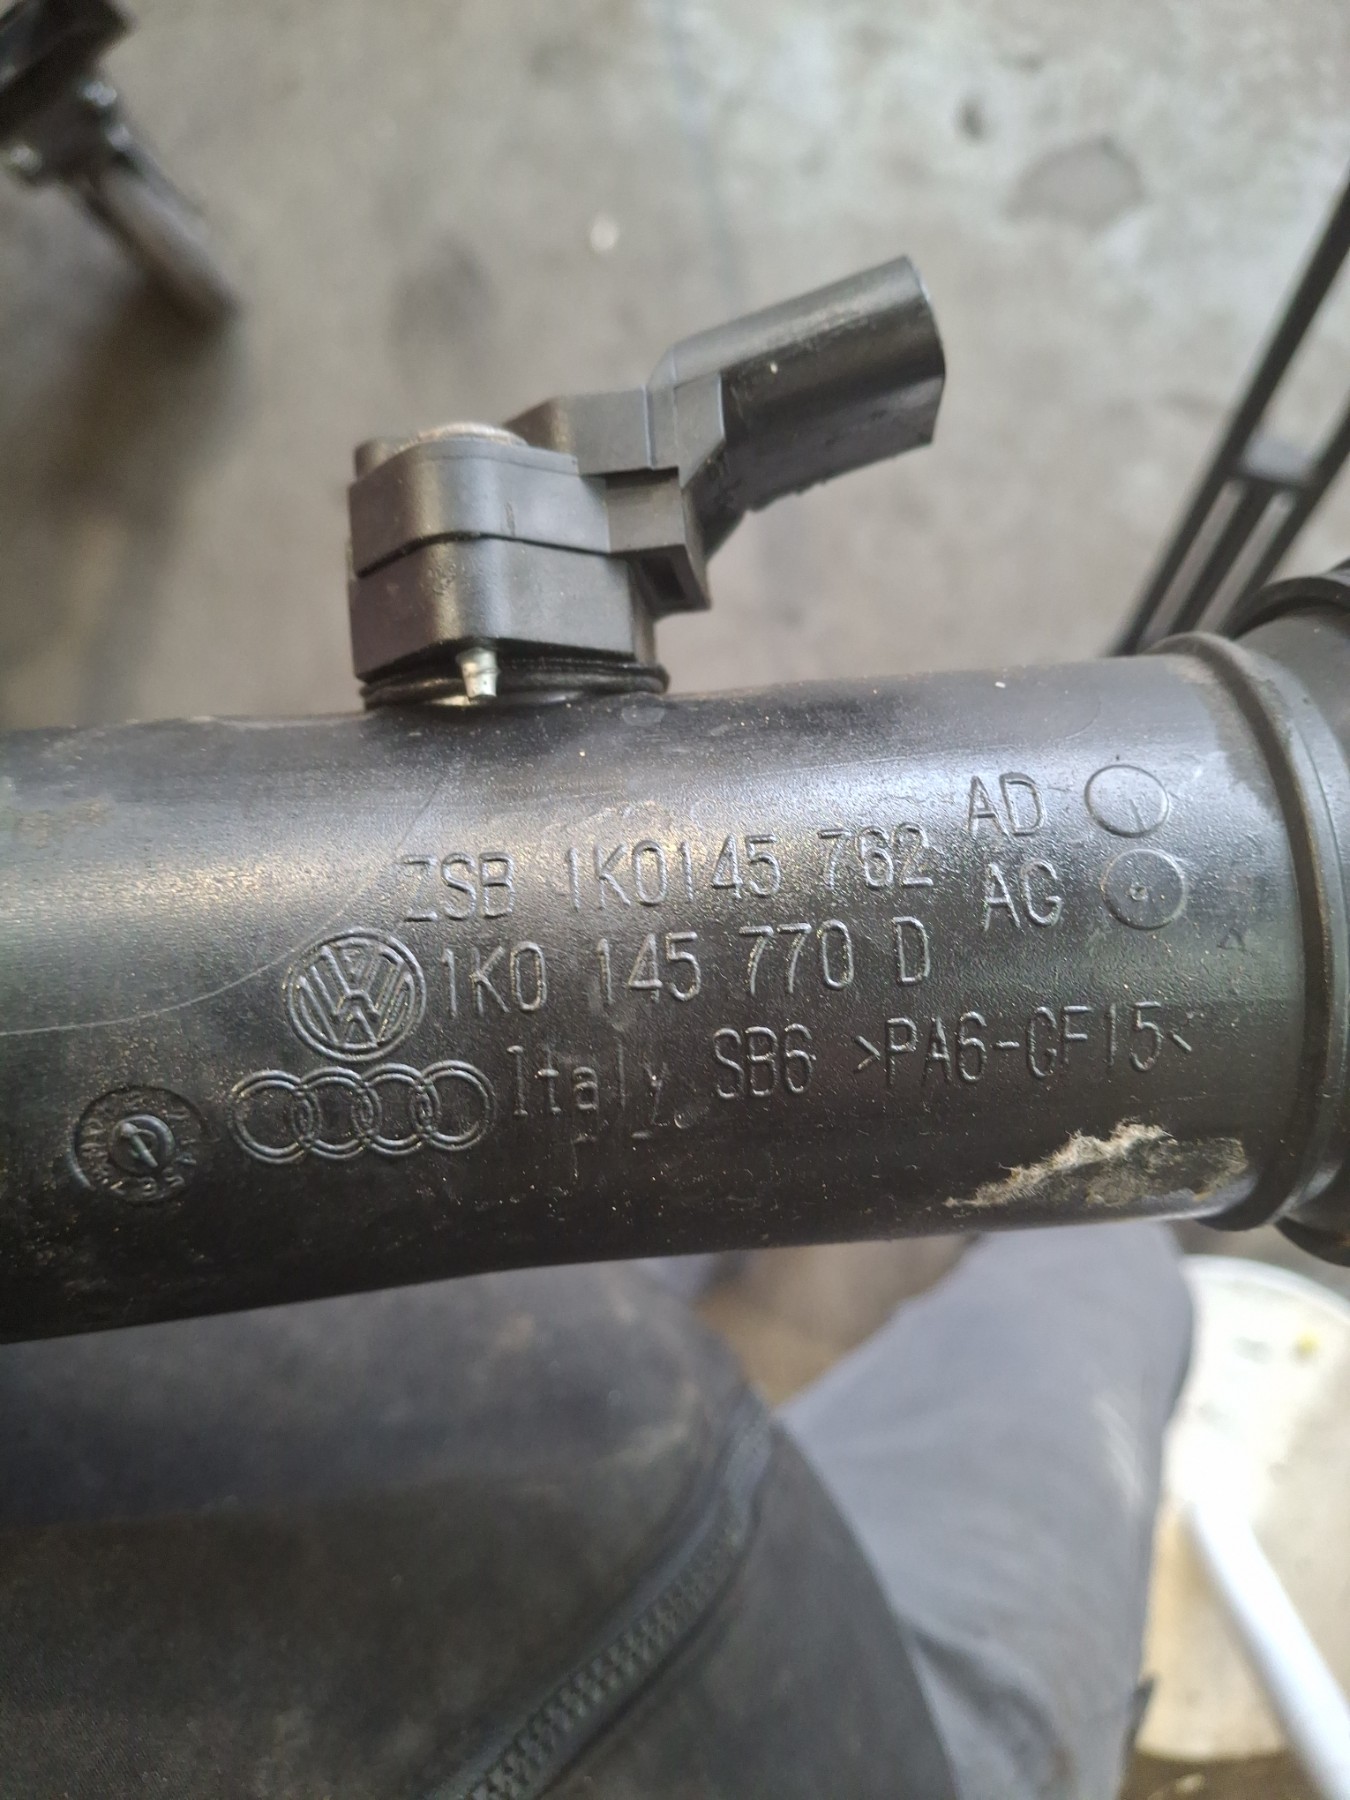 ZSB 1K0145 762 AD
AG
1K0 145 770 D
Italy SB6 >PA6-GF15<